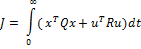 J = ∫₀^∞ ( xᵀQx + uᵀRu)dt